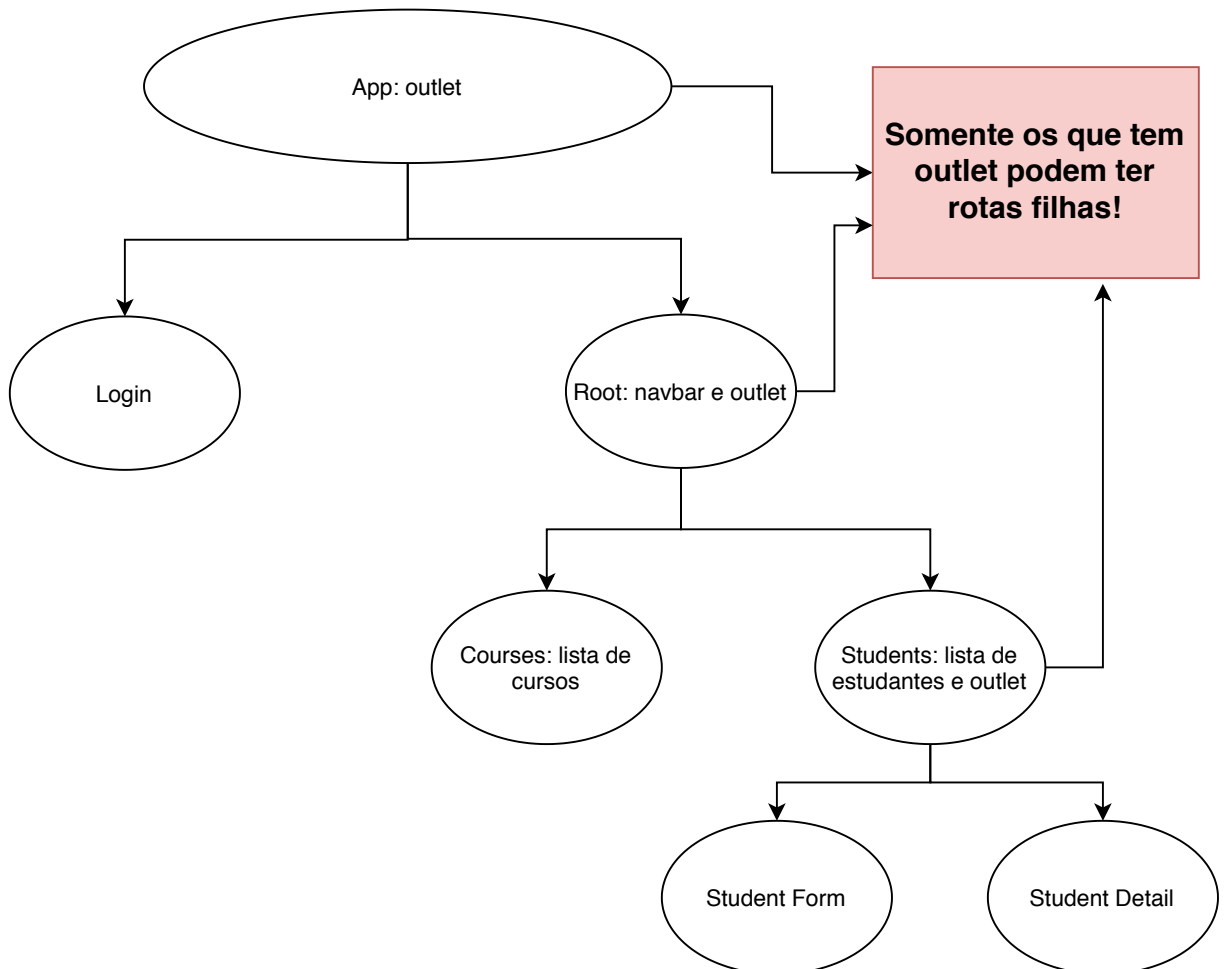 App: outlet
Somente os que tem
outlet podem ter
rotas filhas!
Login
Root: navbar e outlet
Courses: lista de
cursos
Students: lista de
estudantes e outlet
Student Form
Student Detail